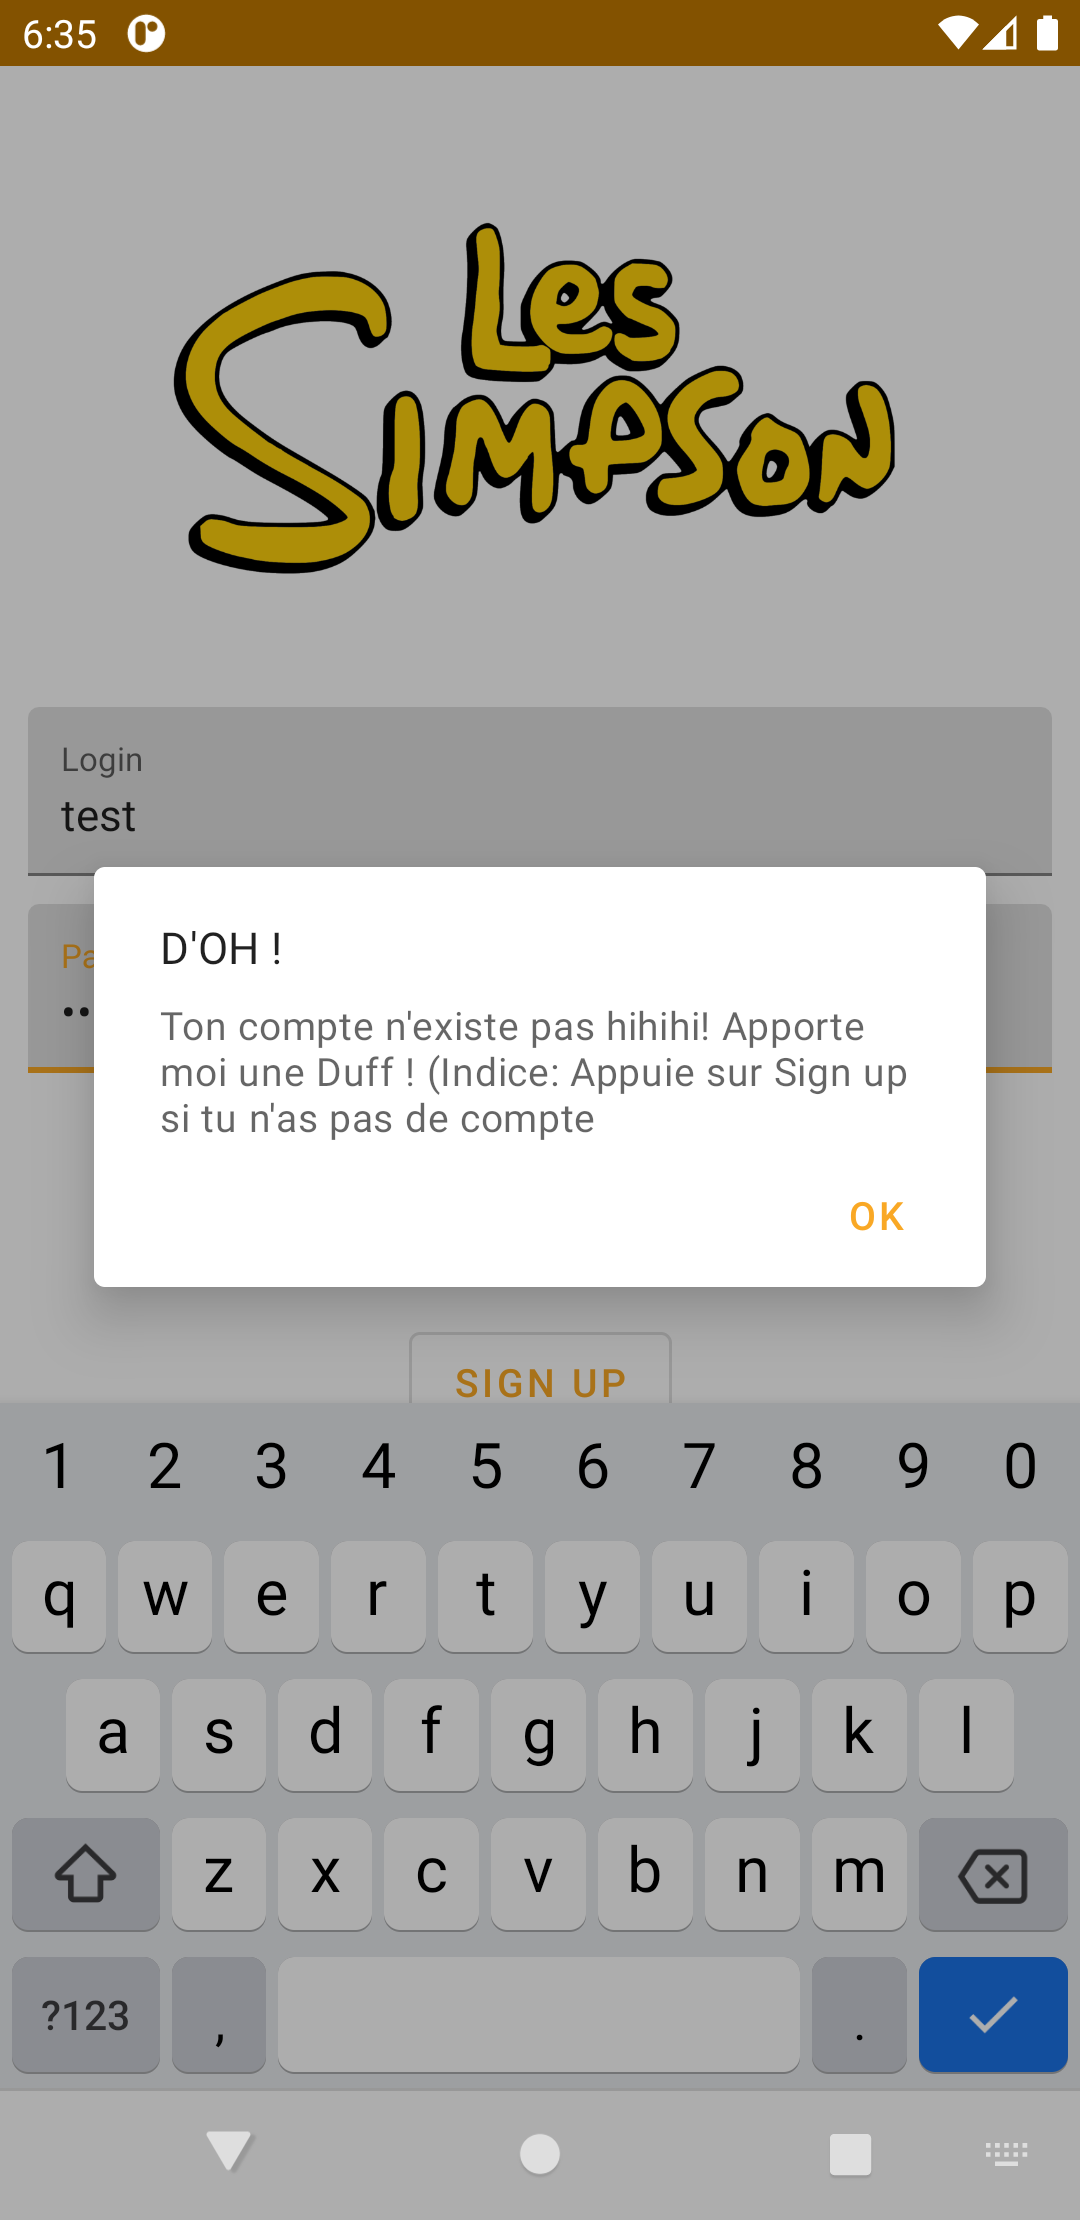 6:35
Les
SIMPSON
Login
test
Pa
••
D'OH !
Ton compte n'existe pas hihihi! Apporte
moi une Duff ! (Indice: Appuie sur Sign up
si tu n'as pas de compte
OK
SIGN UP
1 2 3 4 5 6 7 8 9 0
q w e r t y u i o p
a s d f g h j k l
z x c v b n m
?123 , .